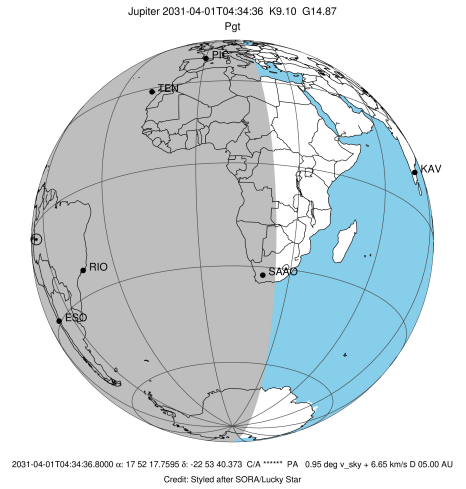 Jupiter 2031-04-01T04:34:36 K9.10 G14.87
Pgt
PIC
TEN
KAV
RIO
SAAO
ESO
2031-04-01T04:34:36.8000 α: 17 52 17.7595 δ: -22 53 40.373 C/A ****** PA 0.95 deg v_sky + 6.65 km/s D 05.00 AU
Credit: Styled after SORA/Lucky Star